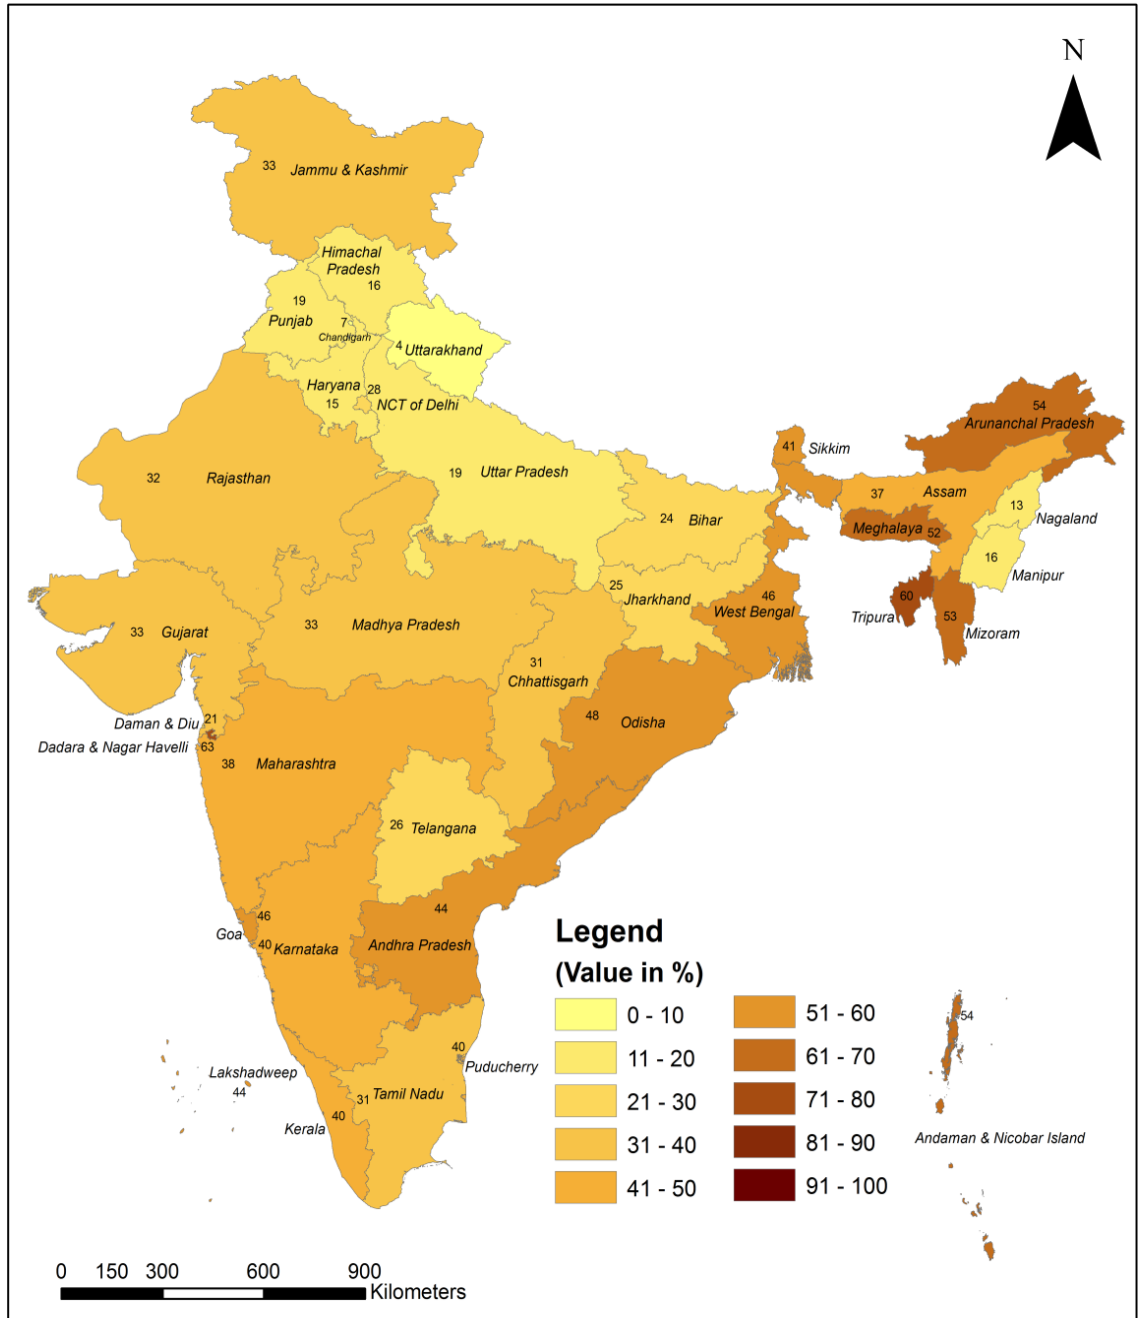 N
33 Jammu & Kashmir
Himachal
Pradesh
16
19
Punjab
7
Chandigarh
4 Uttarakhand
Haryana
15
28
NCT of Delhi
54
Arunanchal Pradesh
41 Sikkim
32 Rajasthan
19 Uttar Pradesh
37 Assam
13
Nagaland
24 Bihar
Meghalaya 52
16
Manipur
25
Jharkhand
46
West Bengal
60
Tripura
53
Mizoram
33 Gujarat
33 Madhya Pradesh
31
Chhattisgarh
48 Odisha
21
Daman & Diu
Dadara & Nagar Havelli 63
38 Maharashtra
26 Telangana
46
Goa
40 Karnataka
44
Andhra Pradesh
Legend
(Value in %)
0 - 10
11 - 20
21 - 30
31 - 40
41 - 50
51 - 60
61 - 70
71 - 80
81 - 90
91 - 100
54
Andaman & Nicobar Island
40
Puducherry
Lakshadweep
44
31 Tamil Nadu
40
Kerala
0 150 300 600 900
Kilometers